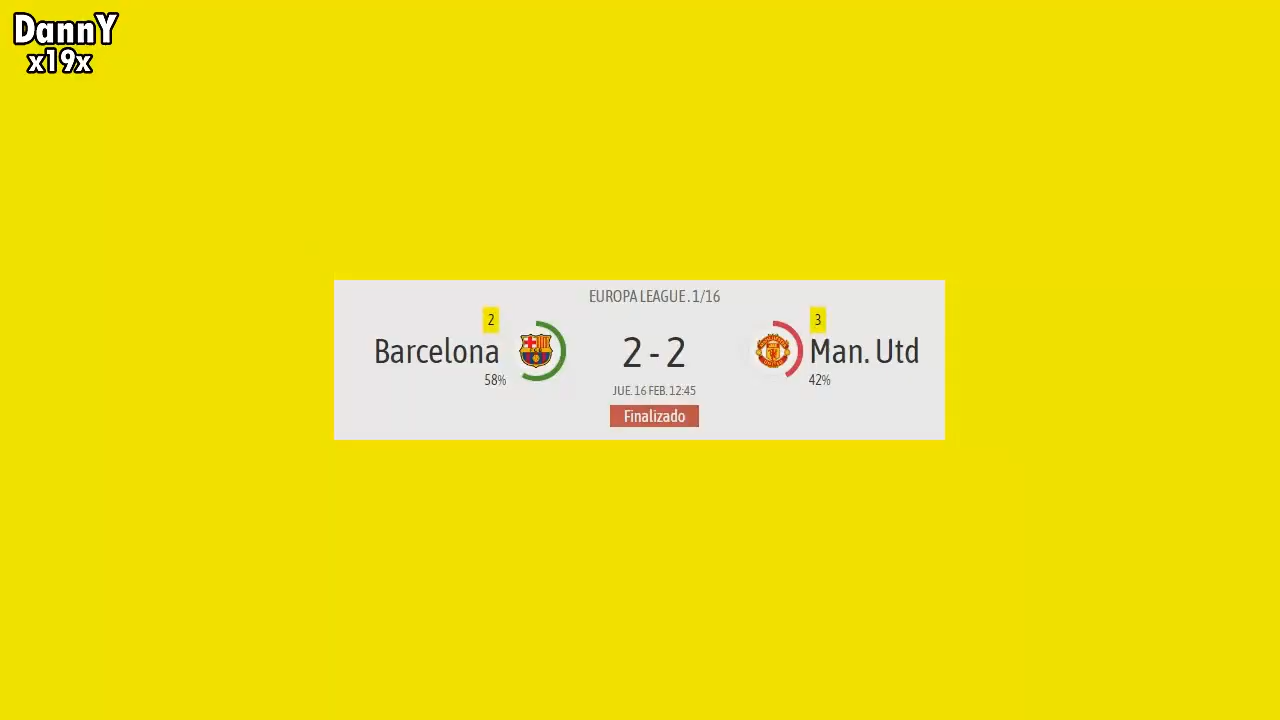 DannY
x19x
EUROPA LEAGUE. 1/16
2
3
Barcelona
2 - 2
Man. Utd
58%
42%
JUE. 16 FEB. 12:45
Finalizado